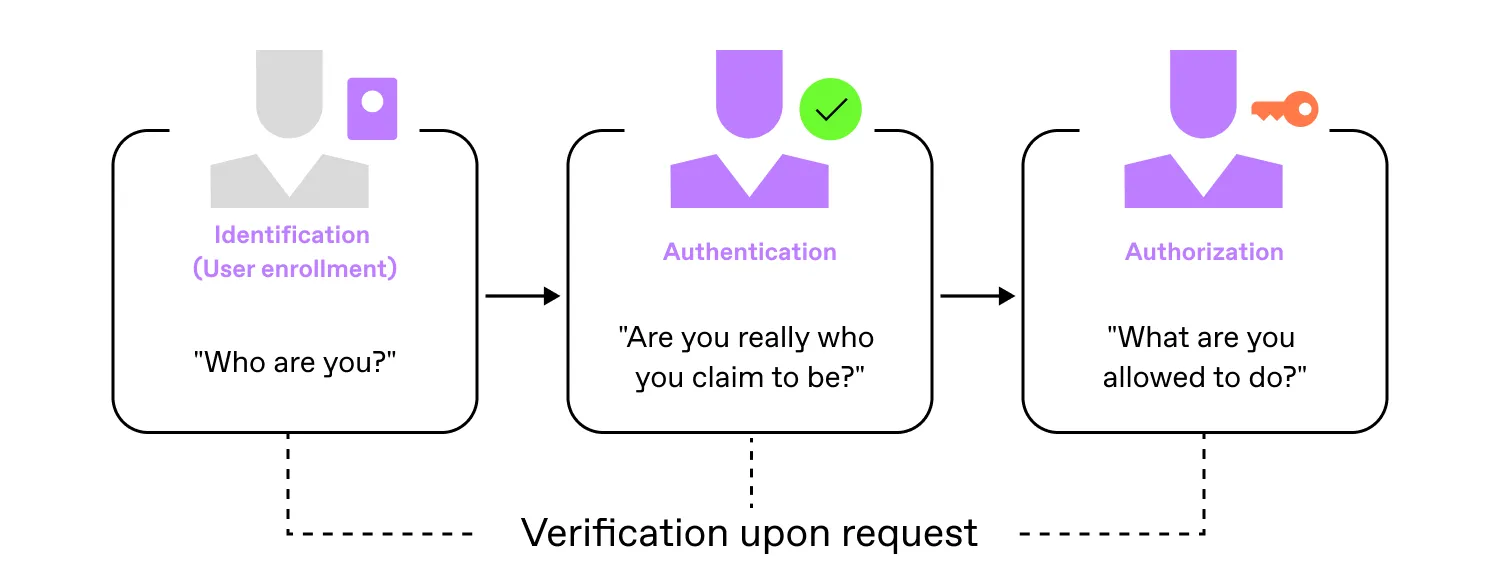 Identification
(User enrollment)
"Who are you?"
Authentication
"Are you really who
you claim to be?"
Authorization
"What are you
allowed to do?"
Verification upon request